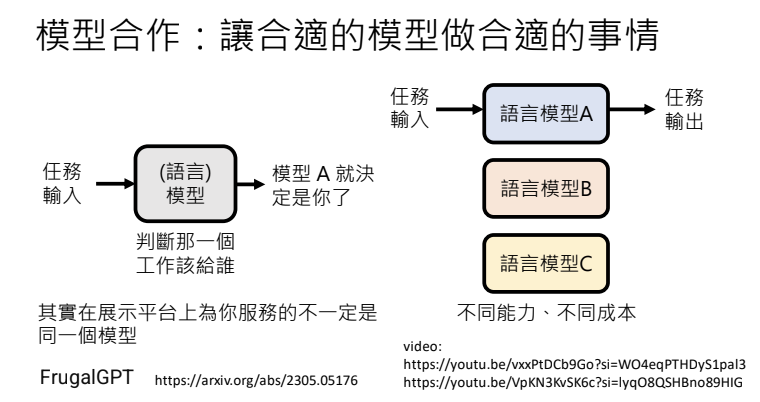 模型合作：讓合適的模型做合適的事情
任務
輸入
(語言)
模型
模型 A 就決
定是你了
判斷那一個
工作該給誰
其實在展示平台上為你服務的不一定是
同一個模型
FrugalGPT https://arxiv.org/abs/2305.05176
任務
輸入
語言模型A
任務
輸出
語言模型B
語言模型C
不同能力、不同成本
video:
https://youtu.be/vxxPtDCb9Go?si=WO4eqPTHDyS1pal3
https://youtu.be/VpKN3KvSK6c?si=lyqO8QSHBno89HIG